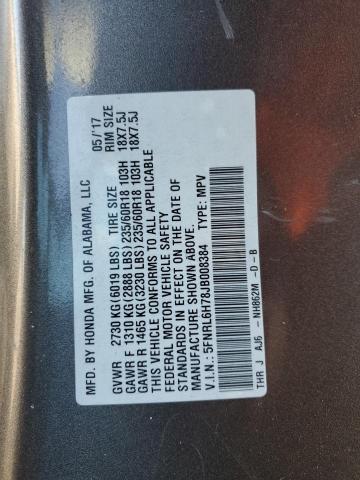 MFD. BY HONDA MFG. OF ALABAMA, LLC 05/'17
GVWR 2730 KG(6019 LBS) TIRE SIZE RIM SIZE
GAWR F 1310 KG(2888 LBS)235/60R18 103H 18X7.5J
GAWR R 1465 KG(3230 LBS)235/60R18 103H 18X7.5J
THIS VEHICLE CONFORMS TO ALL APPLICABLE
FEDERAL MOTOR VEHICLE SAFETY
STANDARDS IN EFFECT ON THE DATE OF
MANUFACTURE SHOWN ABOVE.
V.I.N.: 5FNRL6H78JB008384 TYPE: MPV
THR J AJ6 - NH862M -D -B